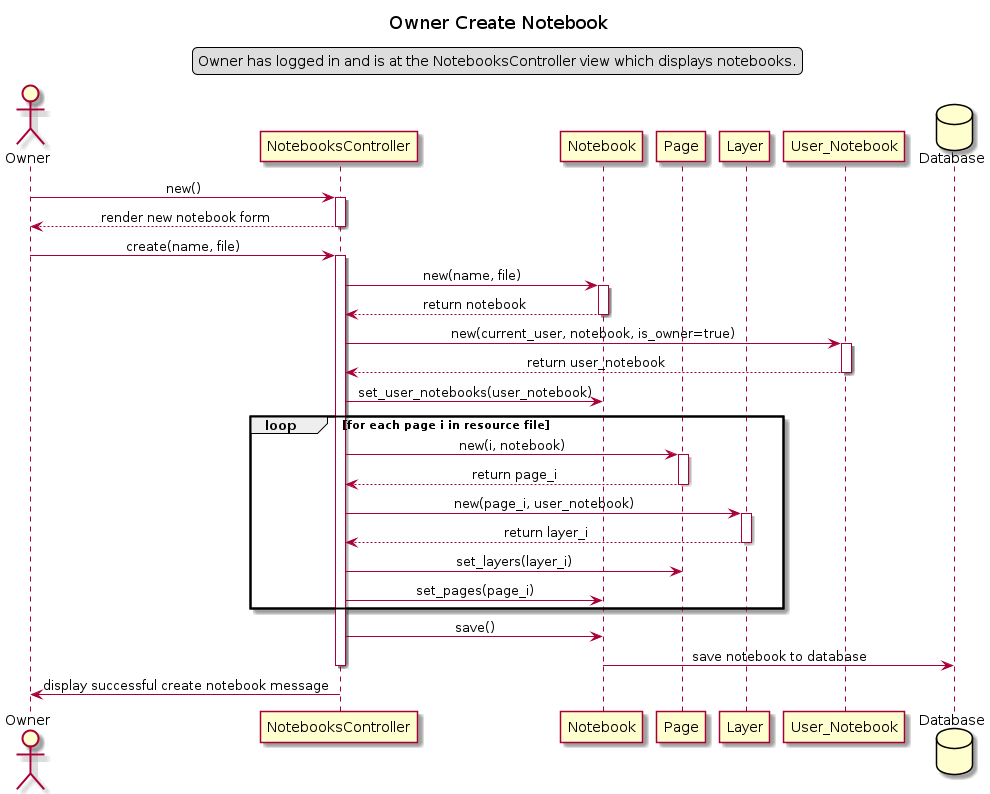 Owner Create Notebook
Owner has logged in and is at the NotebooksController view which displays notebooks.
Owner
NotebooksController
Notebook
Page
Layer
User_Notebook
Database
new()
render new notebook form
create(name, file)
new(name, file)
return notebook
new(current_user, notebook, is_owner=true)
return user_notebook
set_user_notebooks(user_notebook)
loop
[for each page i in resource file]
new(i, notebook)
return page_i
new(page_i, user_notebook)
return layer_i
set_layers(layer_i)
set_pages(page_i)
save()
save notebook to database
display successful create notebook message
Owner
NotebooksController
Notebook
Page
Layer
User_Notebook
Database